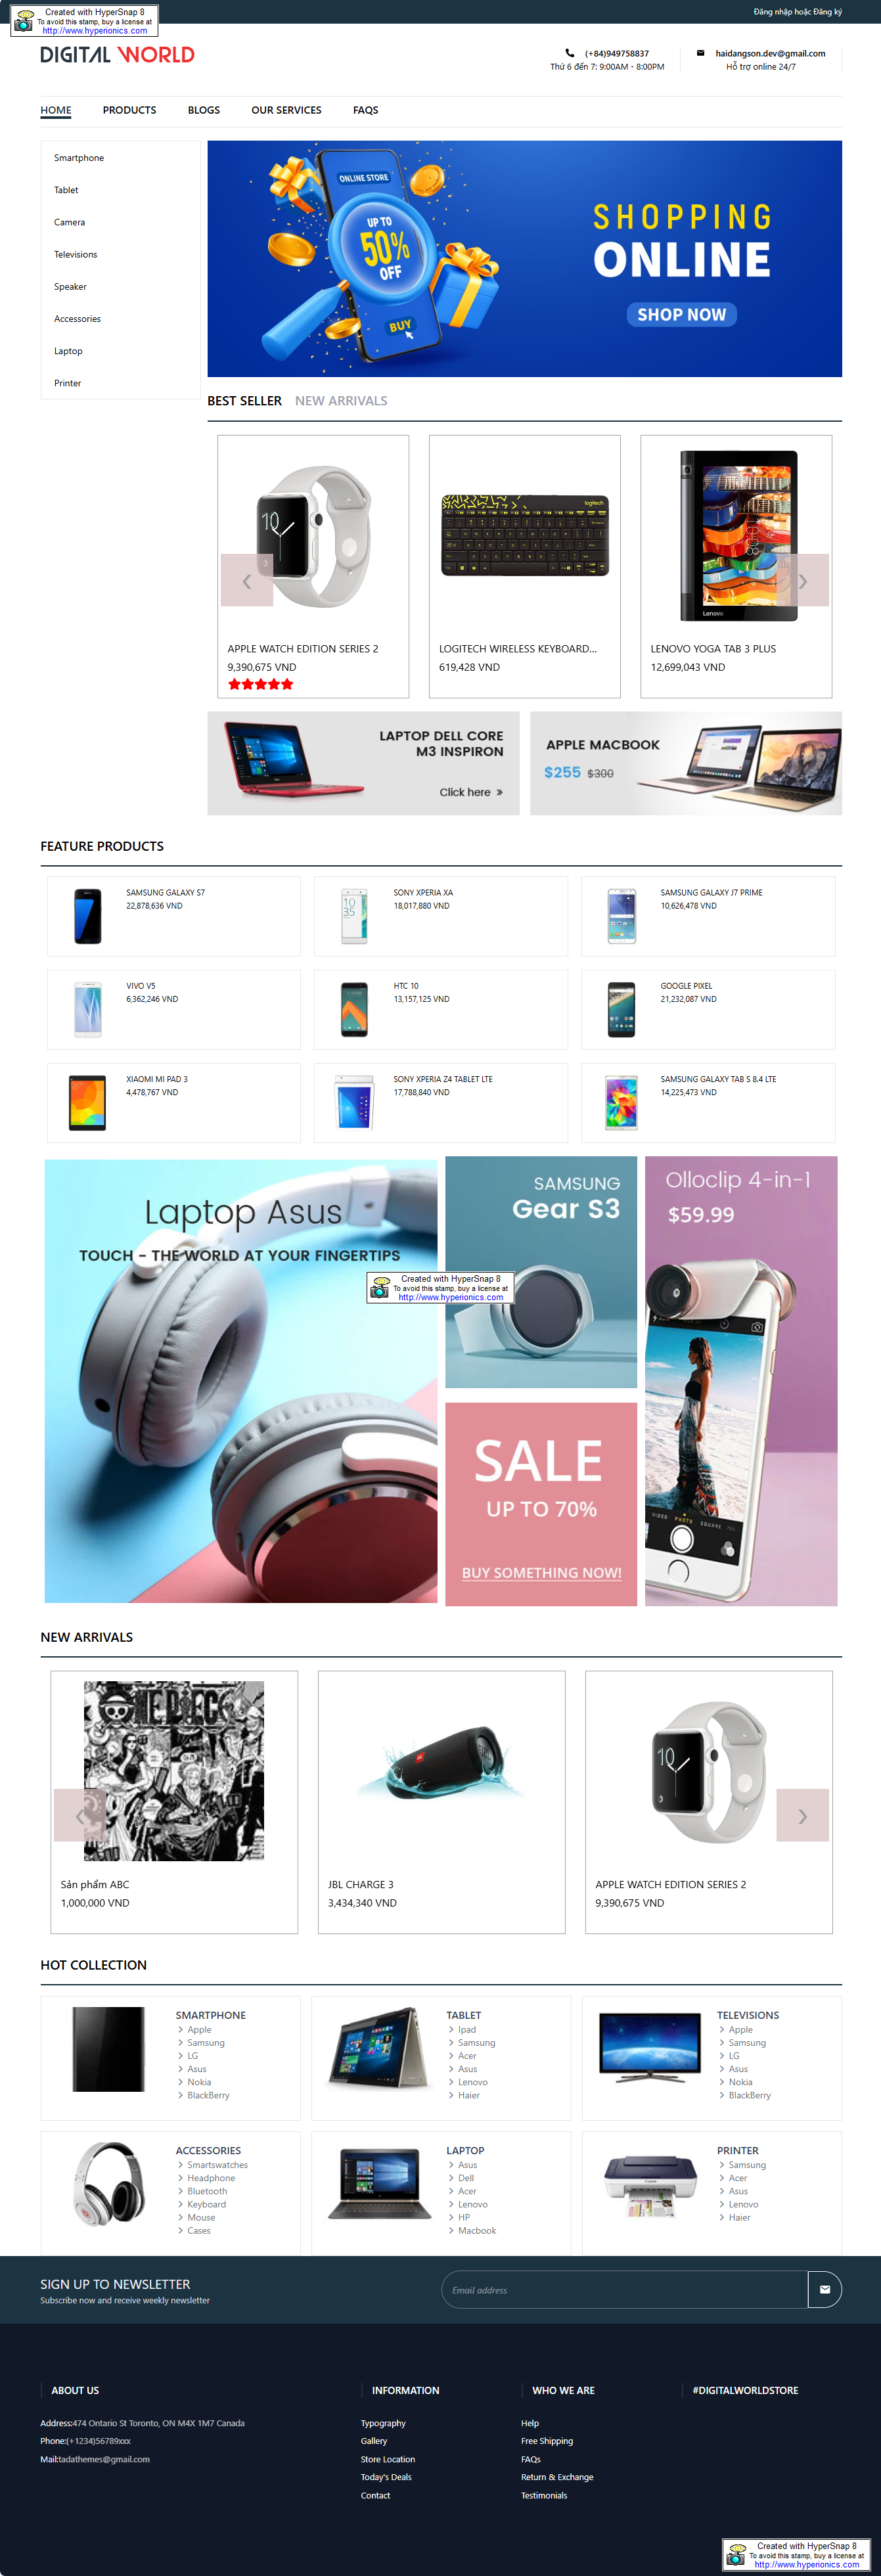 Created with HyperSnap 8
To avoid this stamp, buy a license at
http://www.hyperionics.com
Đăng nhập hoặc Đăng ký
DIGITAL WORLD
(+84)949758837
Thứ 6 đến 7: 9:00AM - 8:00PM
haidangson.dev@gmail.com
Hỗ trợ online 24/7
HOME PRODUCTS BLOGS OUR SERVICES FAQS
Smartphone
Tablet
Camera
Televisions
Speaker
Accessories
Laptop
Printer
ONLINE STORE
UP TO
50%
OFF
BUY
SHOPPING
ONLINE
SHOP NOW
BEST SELLER NEW ARRIVALS
10
logitech
Lenovo
APPLE WATCH EDITION SERIES 2
9,390,675 VND
LOGITECH WIRELESS KEYBOARD...
619,428 VND
LENOVO YOGA TAB 3 PLUS
12,699,043 VND
LAPTOP DELL CORE
M3 INSPIRON
Click here »
APPLE MACBOOK
$255 $300
FEATURE PRODUCTS
SAMSUNG GALAXY S7
22,878,636 VND
10
35
SONY XPERIA XA
18,017,880 VND
SAMSUNG GALAXY J7 PRIME
10,626,478 VND
VIVO V5
6,362,246 VND
HTC 10
13,157,125 VND
GOOGLE PIXEL
21,232,087 VND
XIAOMI MI PAD 3
4,478,767 VND
SONY XPERIA Z4 TABLET LTE
17,788,840 VND
SAMSUNG GALAXY TAB S 8.4 LTE
14,225,473 VND
Laptop Asus
TOUCH - THE WORLD AT YOUR FINGERTIPS
SAMSUNG
Gear S3
Created with HyperSnap 8
To avoid this stamp, buy a license at
http://www.hyperionics.com
SALE
UP TO 70%
BUY SOMETHING NOW!
Olloclip 4-in-1
$59.99
VIDEO PHOTO SQUARE
NEW ARRIVALS
ONE PIECE
JBL
10
Sản phẩm ABC
1,000,000 VND
JBL CHARGE 3
3,434,340 VND
APPLE WATCH EDITION SERIES 2
9,390,675 VND
HOT COLLECTION
SMARTPHONE
Apple
Samsung
LG
Asus
Nokia
BlackBerry
TABLET
Ipad
Samsung
Acer
Asus
Lenovo
Haier
TELEVISIONS
Apple
Samsung
LG
Asus
Nokia
BlackBerry
ACCESSORIES
Smartswatches
Headphone
Bluetooth
Keyboard
Mouse
Cases
LAPTOP
Asus
Dell
Acer
Lenovo
HP
Macbook
PRINTER
Samsung
Acer
Asus
Lenovo
Haier
SIGN UP TO NEWSLETTER
Subscribe now and receive weekly newsletter
Email address
ABOUT US
Address:474 Ontario St Toronto, ON M4X 1M7 Canada
Phone:(+1234)56789xxx
Mail:tadathemes@gmail.com
INFORMATION
Typography
Gallery
Store Location
Today's Deals
Contact
WHO WE ARE
Help
Free Shipping
FAQs
Return & Exchange
Testimonials
#DIGITALWORLDSTORE
Created with HyperSnap 8
To avoid this stamp, buy a license at
http://www.hyperionics.com